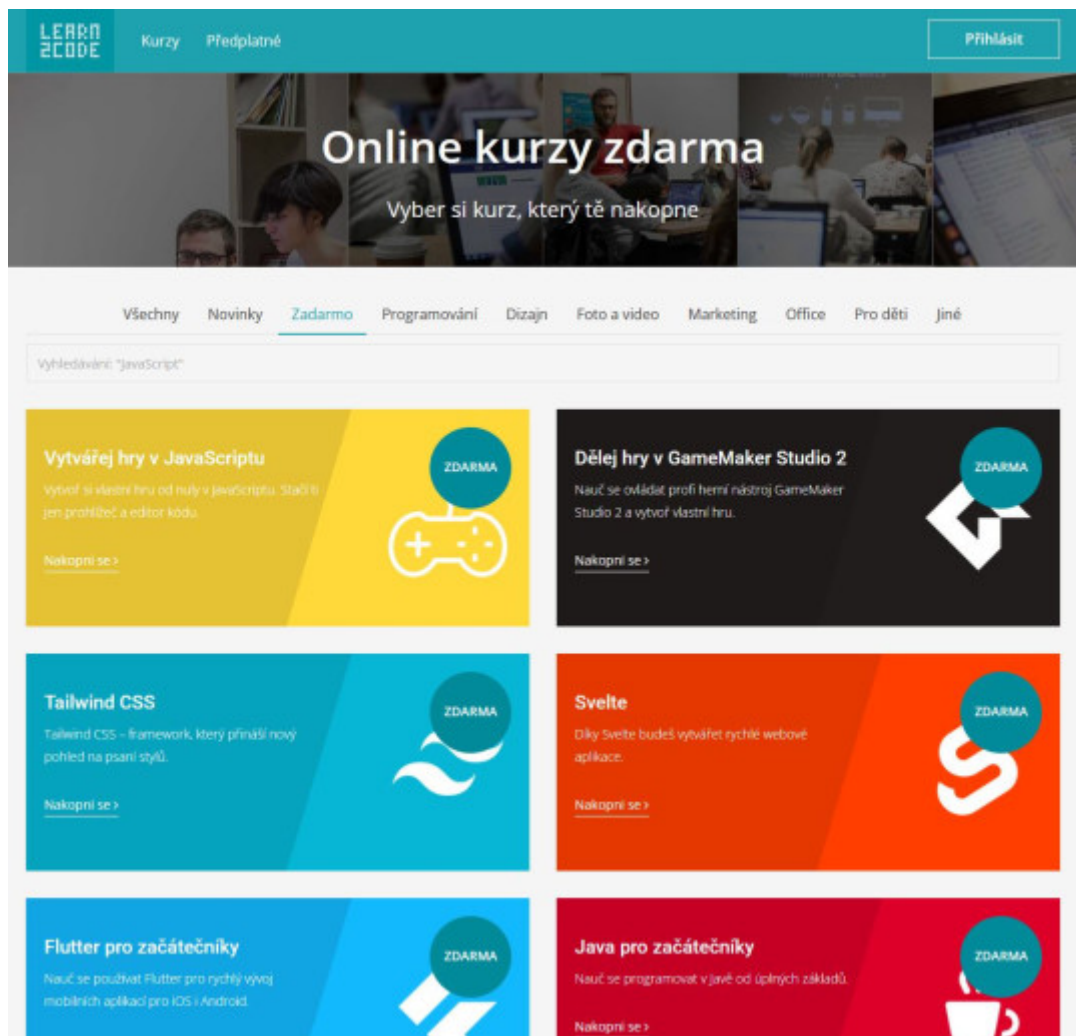 LEARN
2CODE
Kurzy
Předplatné
Přihlásit
Online kurzy zdarma
Vyber si kurz, který tě nakopne
Všechny
Novinky
Zadarmo
Programování
Dizajn
Foto a video
Marketing
Office
Pro děti
Jiné
Vyhledávání: "JavaScript"
Vytvářej hry v JavaScriptu
Vytvoř si vlastní hru od nuly v JavaScriptu. Stačí ti
jen prohlížeč a editor kódu.
Nakopni se >
ZDARMA
Dělej hry v GameMaker Studio 2
Nauč se ovládat profi herní nástroj GameMaker
Studio 2 a vytvoř vlastní hru.
Nakopni se >
ZDARMA
Tailwind CSS
Tailwind CSS – framework, který přináší nový
pohled na psaní stylů.
Nakopni se >
ZDARMA
Svelte
Díky Svelte budeš vytvářet rychlé webové
aplikace.
Nakopni se >
ZDARMA
Flutter pro začátečníky
Nauč se používat Flutter pro rychlý vývoj
mobilních aplikací pro iOS i Android.
ZDARMA
Java pro začátečníky
Nauč se programovat v Javě od úplných základů.
Nakopni se >
ZDARMA